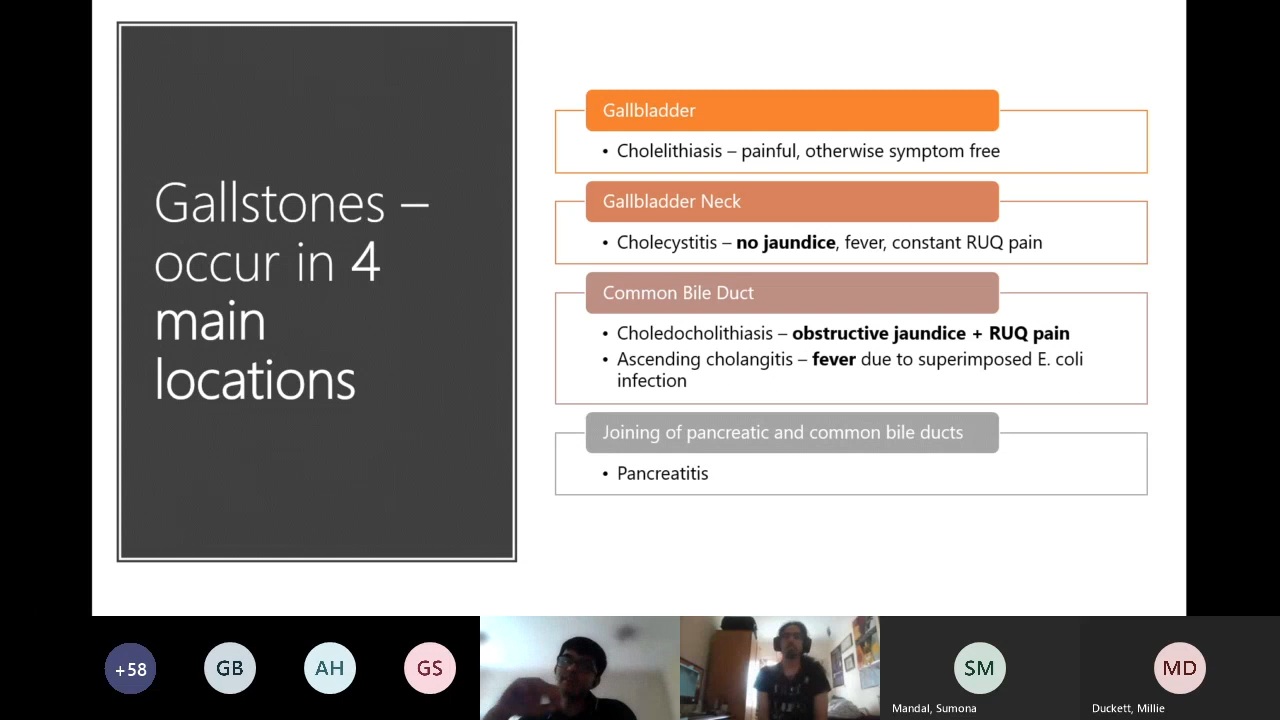 Gallstones –
occur in 4
main
locations
Gallbladder
• Cholelithiasis – painful, otherwise symptom free
Gallbladder Neck
• Cholecystitis – no jaundice, fever, constant RUQ pain
Common Bile Duct
• Choledocholithiasis – obstructive jaundice + RUQ pain
• Ascending cholangitis – fever due to superimposed E. coli
infection
Joining of pancreatic and common bile ducts
• Pancreatitis
+58
GB
AH
GS
SM
MD
Mandal, Sumona
Duckett, Millie